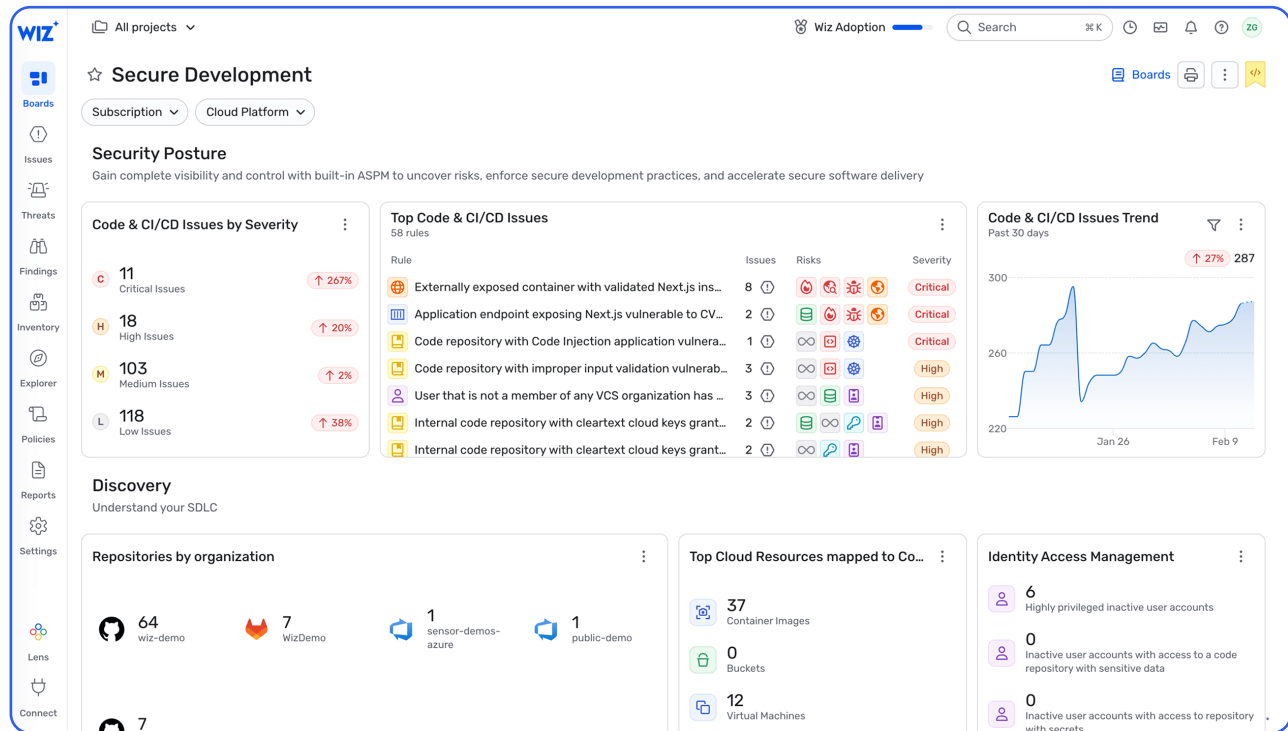 WIZ
All projects
Wiz Adoption
Search
⌘ K
ZG
Boards
Issues
Threats
Findings
Inventory
Explorer
Policies
Reports
Settings
Lens
Connect
Secure Development
Boards
</>
Subscription
Cloud Platform
Security Posture
Gain complete visibility and control with built-in ASPM to uncover risks, enforce secure development practices, and accelerate secure software delivery
Code & CI/CD Issues by Severity
C
11
Critical Issues
↑ 267%
H
18
High Issues
↑ 20%
M
103
Medium Issues
↑ 2%
L
118
Low Issues
↑ 38%
Top Code & CI/CD Issues
58 rules
Rule Issues Risks Severity
Externally exposed container with validated Next.js ins... 8 Critical
Application endpoint exposing Next.js vulnerable to CV... 2 Critical
Code repository with Code Injection application vulnera... 1 Critical
Code repository with improper input validation vulnerab... 3 High
User that is not a member of any VCS organization has ... 3 High
Internal code repository with cleartext cloud keys grant... 2 High
Internal code repository with cleartext cloud keys grant... 2 High
Code & CI/CD Issues Trend
Past 30 days
↑ 27% 287
300
260
220
Jan 26
Feb 9
Discovery
Understand your SDLC
Repositories by organization
64
wiz-demo
7
WizDemo
1
sensor-demos-
azure
1
public-demo
7
Top Cloud Resources mapped to Co...
37
Container Images
0
Buckets
12
Virtual Machines
Identity Access Management
6
Highly privileged inactive user accounts
0
Inactive user accounts with access to a code
repository with sensitive data
0
Inactive user accounts with access to repository
with secrets